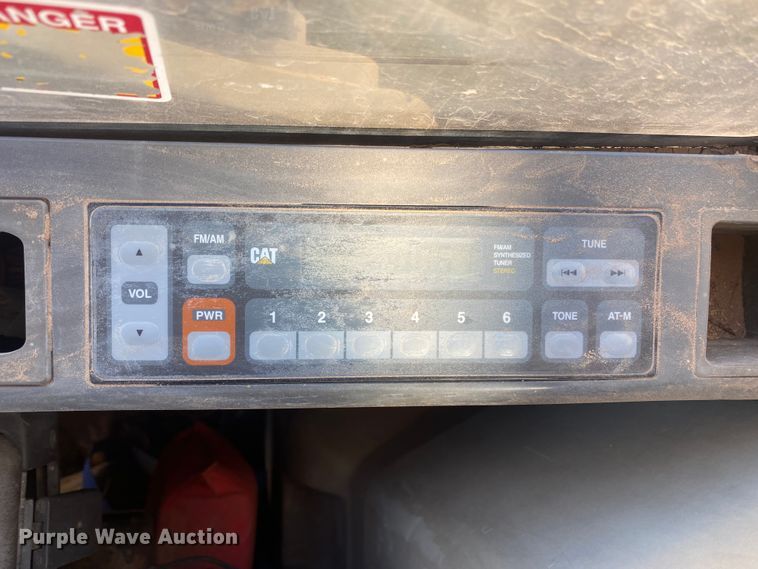 DANGER
FM/AM
CAT
FM/AM
SYNTHESIZED
TUNER
STEREO
TUNE
VOL
PWR
1 2 3 4 5 6
TONE
AT-M
Purple Wave Auction